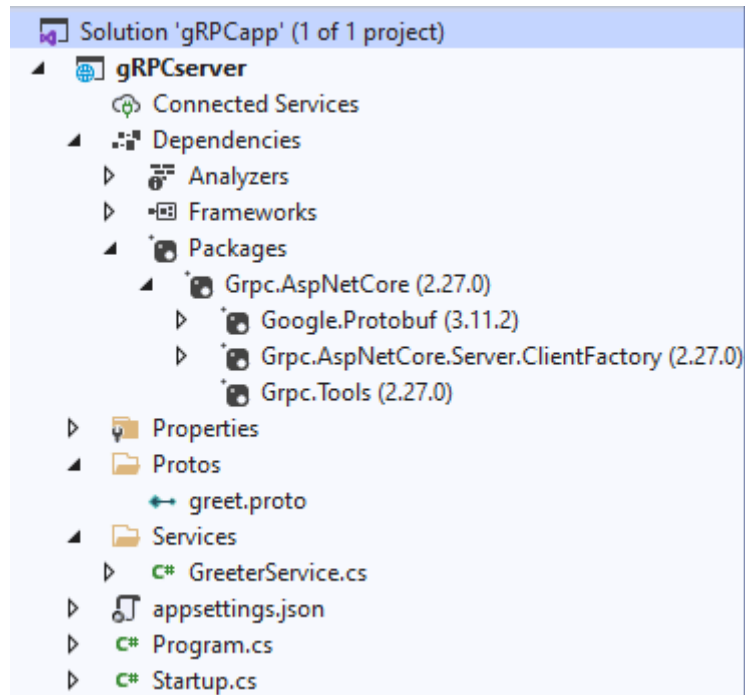 Solution 'gRPCapp' (1 of 1 project)
gRPCserver
Connected Services
Dependencies
Analyzers
Frameworks
Packages
Grpc.AspNetCore (2.27.0)
Google.Protobuf (3.11.2)
Grpc.AspNetCore.Server.ClientFactory (2.27.0)
Grpc.Tools (2.27.0)
Properties
Protos
greet.proto
Services
C# GreeterService.cs
appsettings.json
C# Program.cs
C# Startup.cs